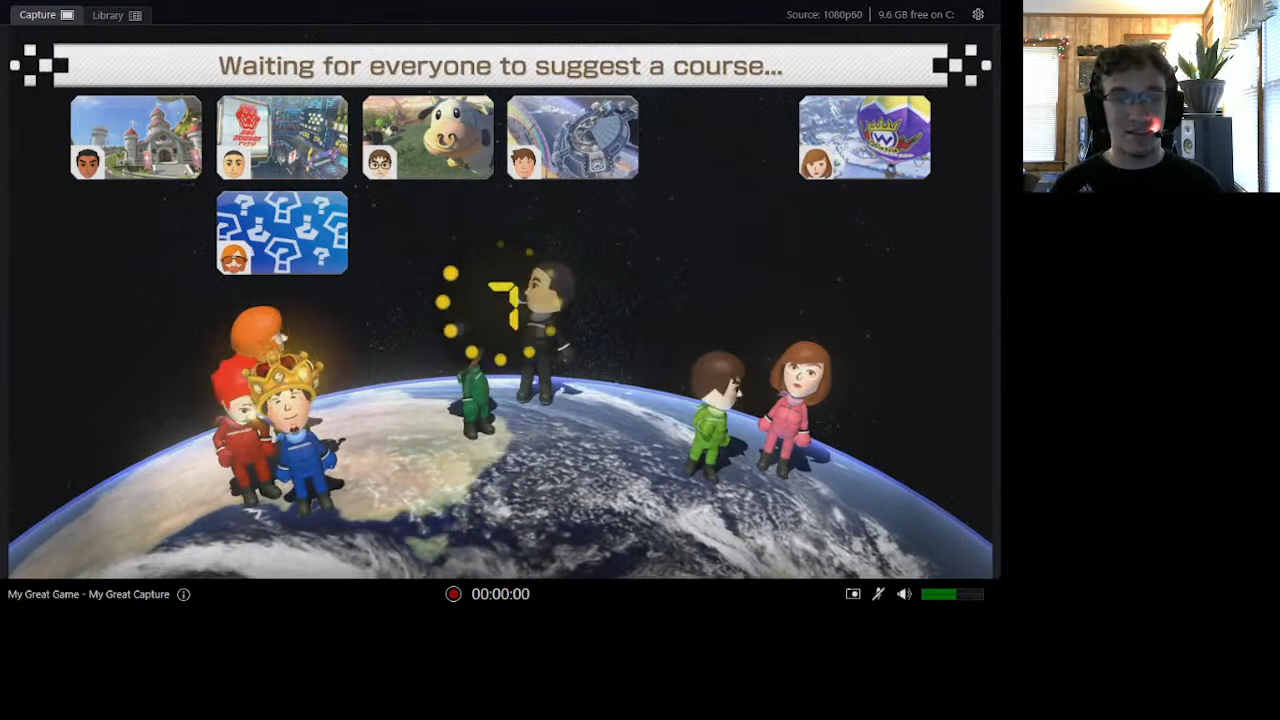 Capture
Library
Source: 1080p60
9.6 GB free on C:
Waiting for everyone to suggest a course...
7
My Great Game - My Great Capture
00:00:00